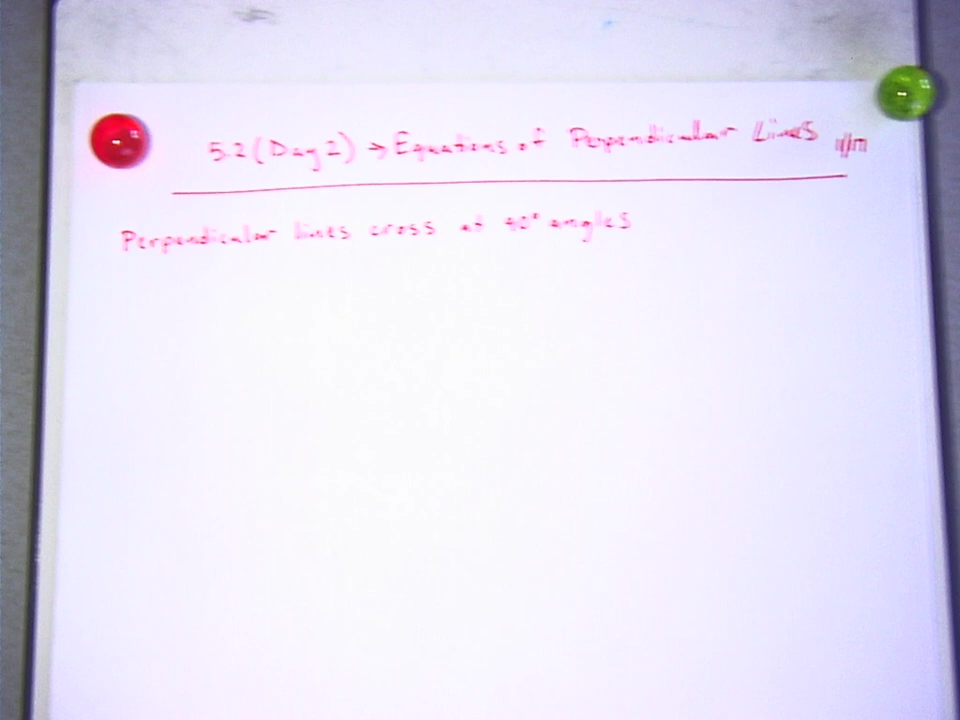 5.2 (Day 2) → Equations of Perpendicular Lines
Perpendicular lines cross at 90° angles